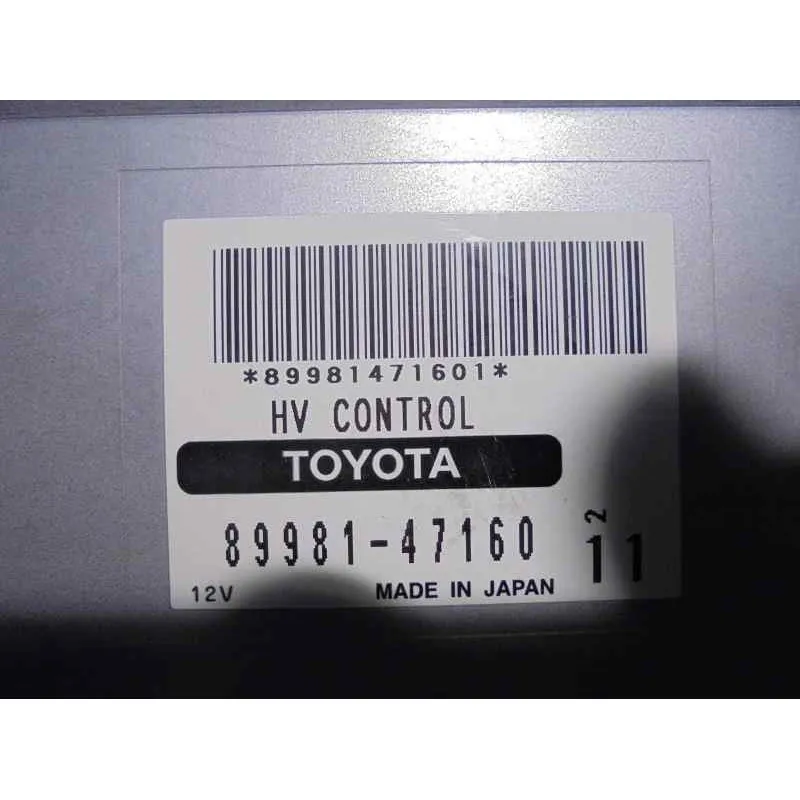 *89981471601*
HV CONTROL
TOYOTA
89981-47160
2
11
12V MADE IN JAPAN